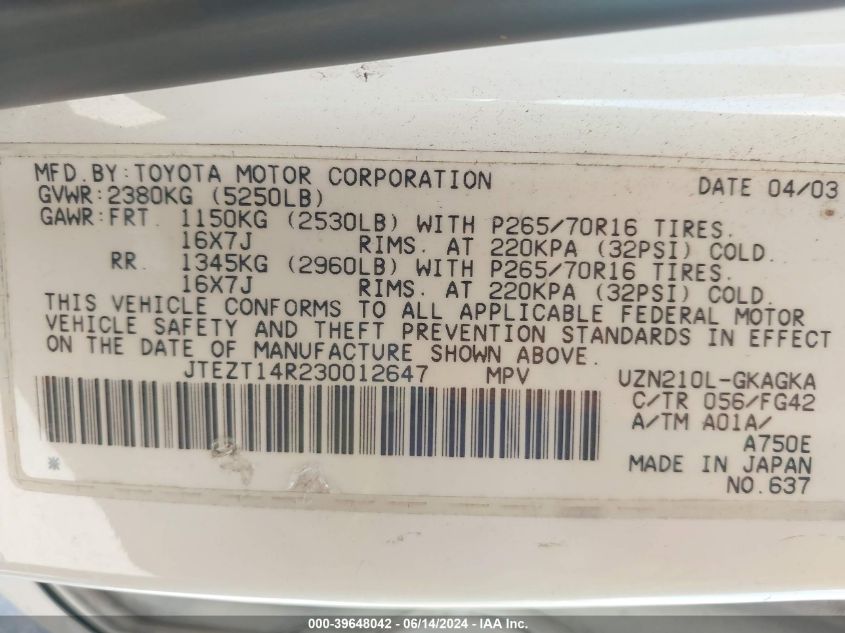 MFD.BY:TOYOTA MOTOR CORPORATION DATE 04/03
GVWR:2380KG (5250LB)
GAWR:FRT. 1150KG (2530LB) WITH P265/70R16 TIRES.
16X7J RIMS. AT 220KPA (32PSI) COLD.
RR. 1345KG (2960LB) WITH P265/70R16 TIRES.
16X7J RIMS. AT 220KPA (32PSI) COLD.
THIS VEHICLE CONFORMS TO ALL APPLICABLE FEDERAL MOTOR
VEHICLE SAFETY AND THEFT PREVENTION STANDARDS IN EFFECT
ON THE DATE OF MANUFACTURE SHOWN ABOVE.
JTEZT14R230012647 MPV UZN210L-GKAGKA
C/TR 056/FG42
A/TM A01A/
A750E
* MADE IN JAPAN
NO.637
000-39648042 - 06/14/2024 - IAA Inc.